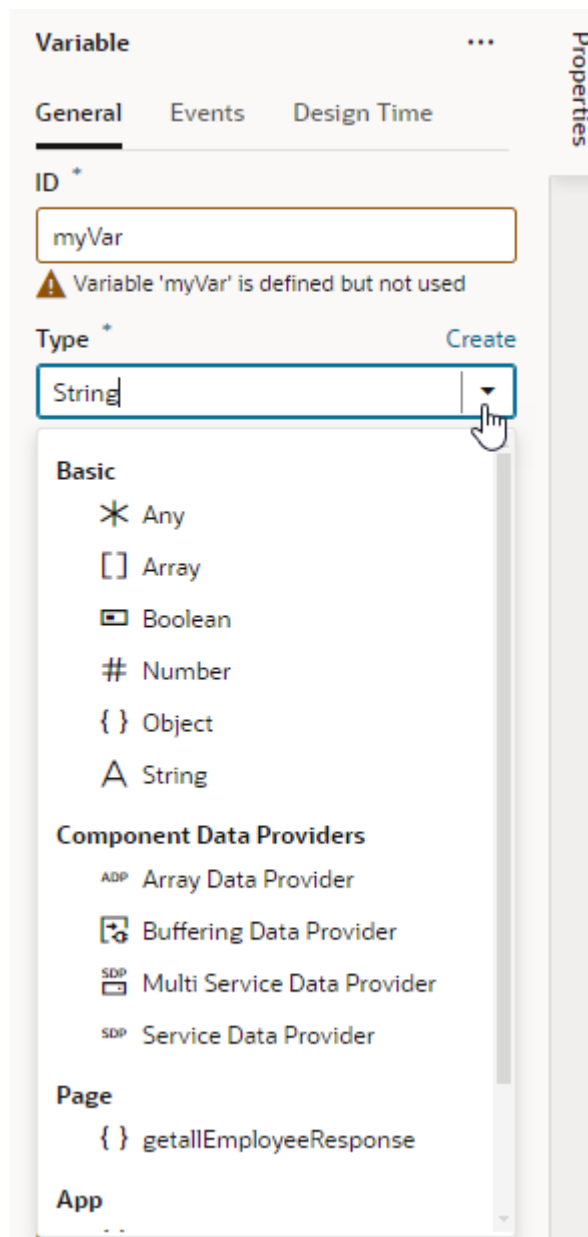 Variable
Properties
General Events Design Time
ID *
myVar
Variable 'myVar' is defined but not used
Type * Create
String
Basic
Any
[ ] Array
Boolean
# Number
{ } Object
A String
Component Data Providers
ADP Array Data Provider
Buffering Data Provider
SDP Multi Service Data Provider
SDP Service Data Provider
Page
{ } getallEmployeeResponse
App